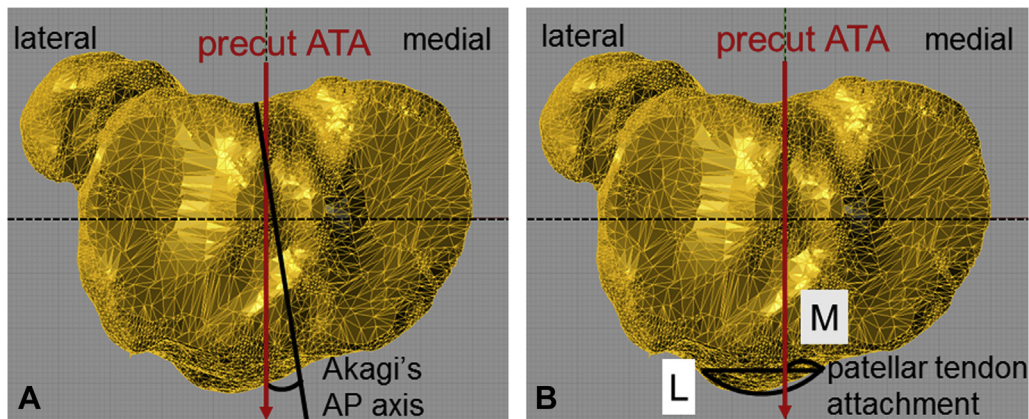 lateral
precut ATA
medial
Akagi's
AP axis
A
lateral
precut ATA
medial
M
L
patellar tendon
attachment
B